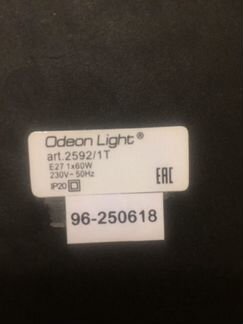 Odeon Light®
art.2592/1T
E27 1x60W
230V~50Hz
IP20
EAC
96-250618